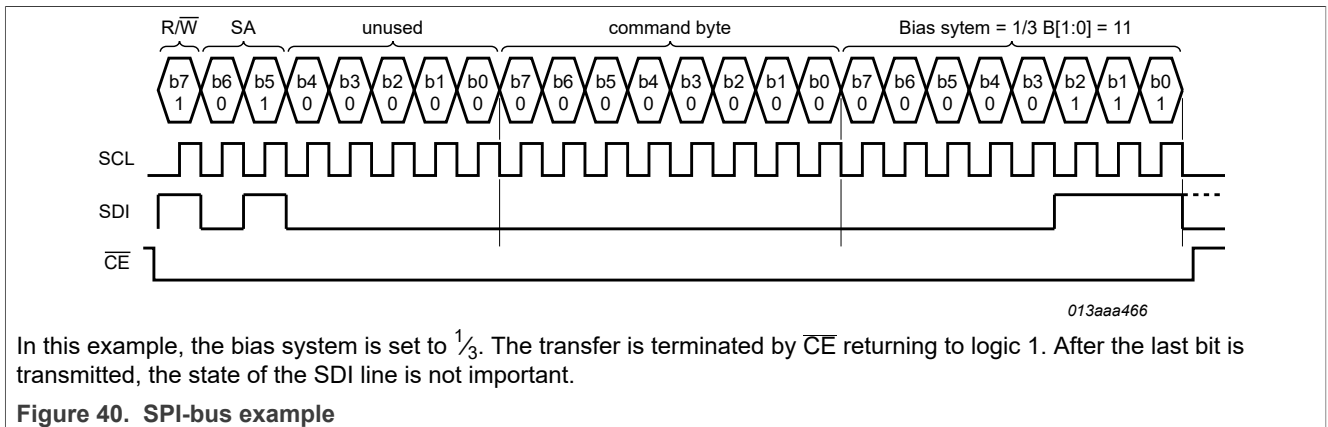 R/W SA unused command byte Bias sytem = 1/3 B[1:0] = 11
b7 b6 b5 b4 b3 b2 b1 b0 b7 b6 b5 b4 b3 b2 b1 b0 b7 b6 b5 b4 b3 b2 b1 b0
1 0 1 0 0 0 0 0 0 0 0 0 0 0 0 0 0 0 0 0 0 1 1 1
SCL
SDI
CE
013aaa466
In this example, the bias system is set to 1⁄3. The transfer is terminated by CE returning to logic 1. After the last bit is
transmitted, the state of the SDI line is not important.
Figure 40. SPI-bus example